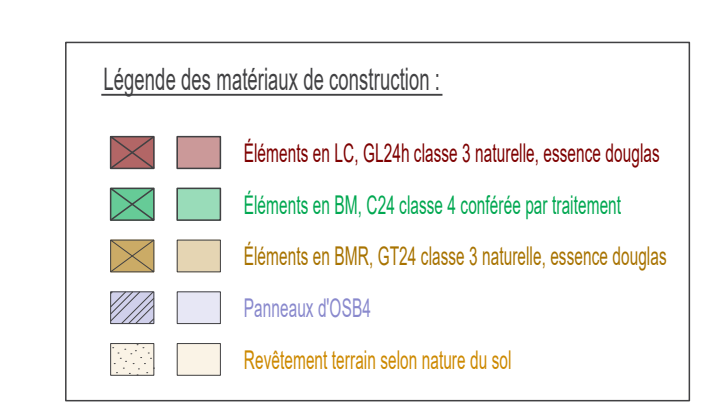 Légende des matériaux de construction :
Éléments en LC, GL24h classe 3 naturelle, essence douglas
Éléments en BM, C24 classe 4 conférée par traitement
Éléments en BMR, GT24 classe 3 naturelle, essence douglas
Panneaux d'OSB4
Revêtement terrain selon nature du sol